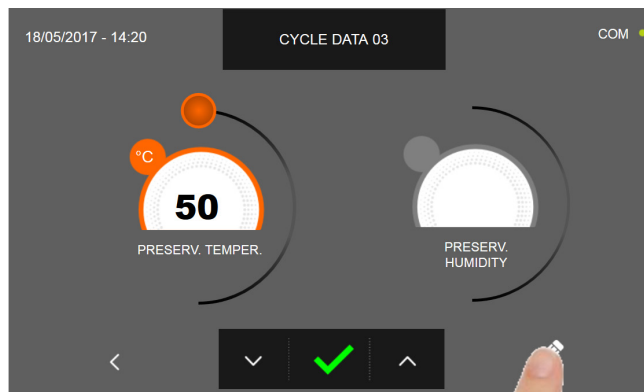 18/05/2017 - 14:20
CYCLE DATA 03
COM
°C
50
PRESERV. TEMPER.
PRESERV.
HUMIDITY